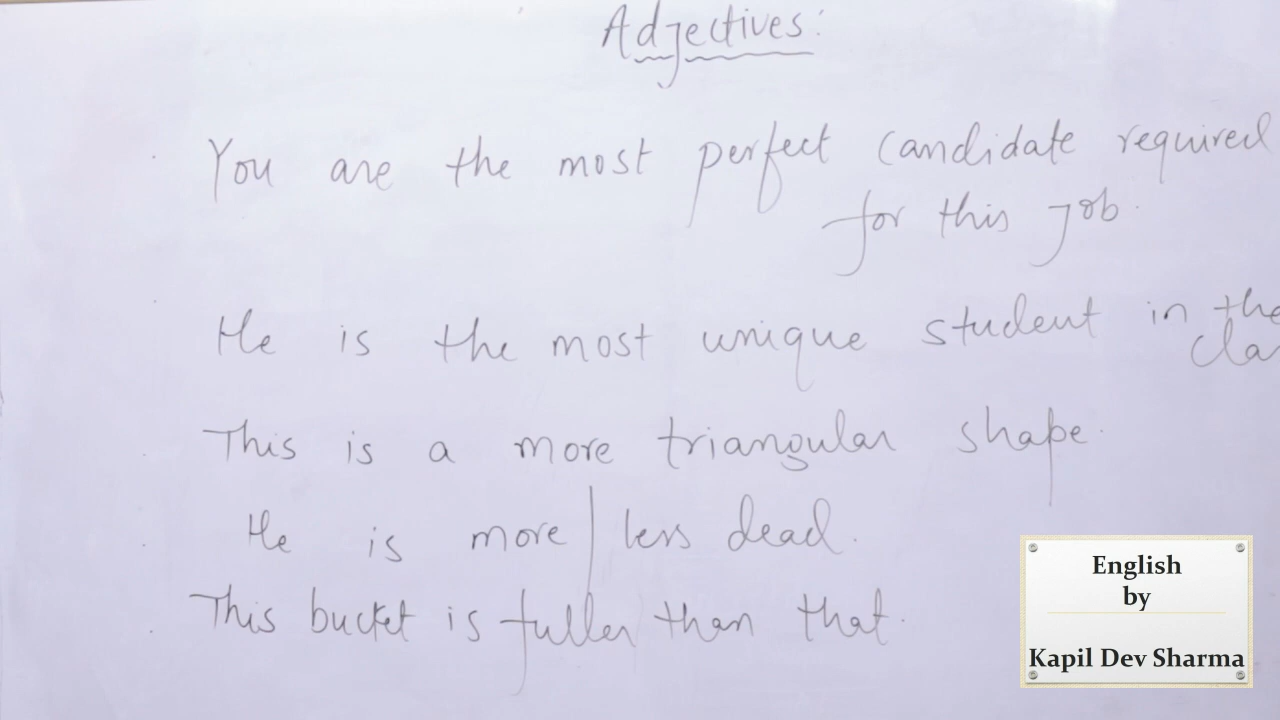 Adjectives:
You are the most perfect candidate required
for this job.
He is the most unique student in the
cla
This is a more triangular shape.
He is more/less dead.
This bucket is fuller than that.
English
by
Kapil Dev Sharma